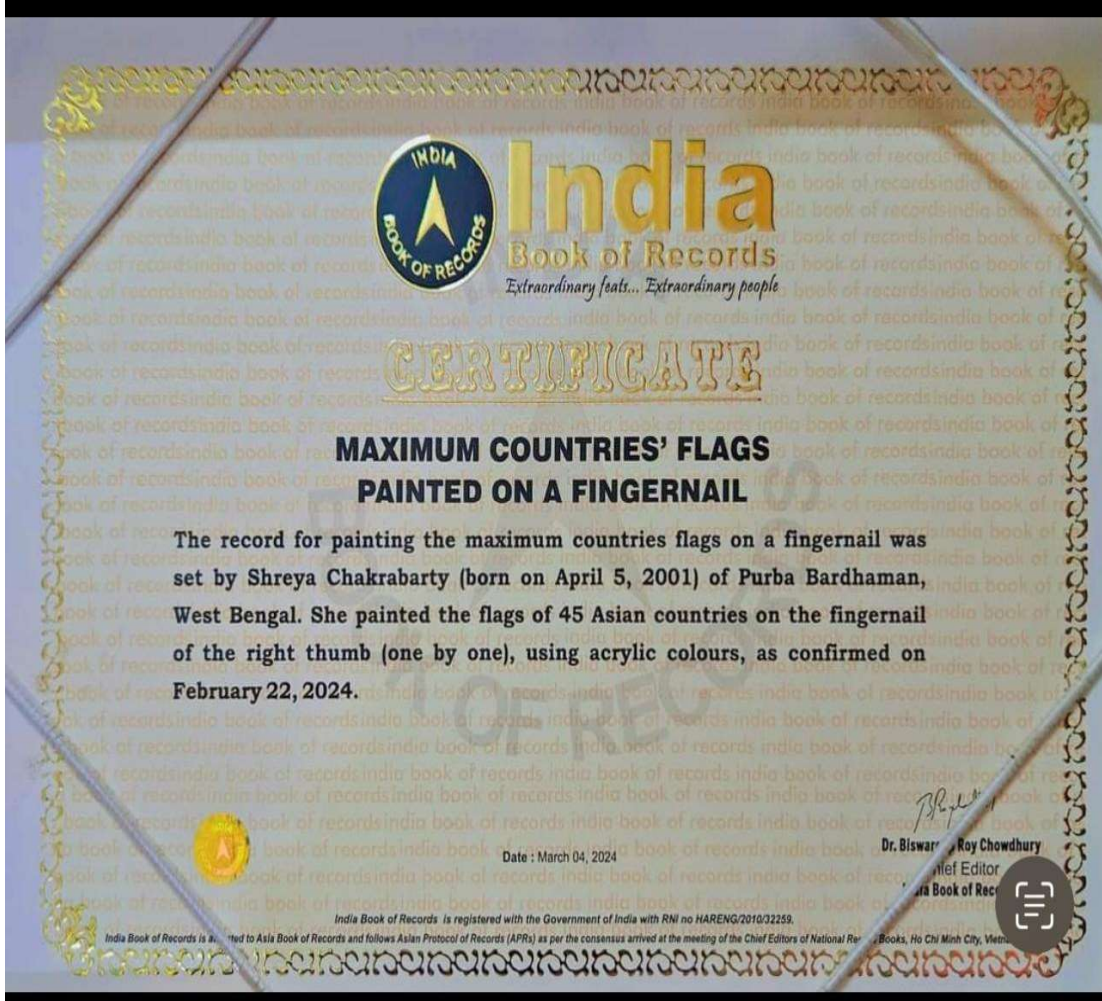 INDIA
BOOK OF RECORDS
India
Book of Records
Extraordinary feats... Extraordinary people
CERTIFICATE
MAXIMUM COUNTRIES’ FLAGS
PAINTED ON A FINGERNAIL
The record for painting the maximum countries flags on a fingernail was
set by Shreya Chakrabarty (born on April 5, 2001) of Purba Bardhaman,
West Bengal. She painted the flags of 45 Asian countries on the fingernail
of the right thumb (one by one), using acrylic colours, as confirmed on
February 22, 2024.
Date : March 04, 2024
Dr. Roy Chowdhury
Editor
Book of
India Book of Records is registered with the Government of India with RNI no HARENG/2010/32259.
India Book of Records is to Asia Book of Records and follows Asian Protocol of Records (APRs) as per the consensus arrived at the meeting of the Chief Editors of National Books, Ho Chi Minh City,